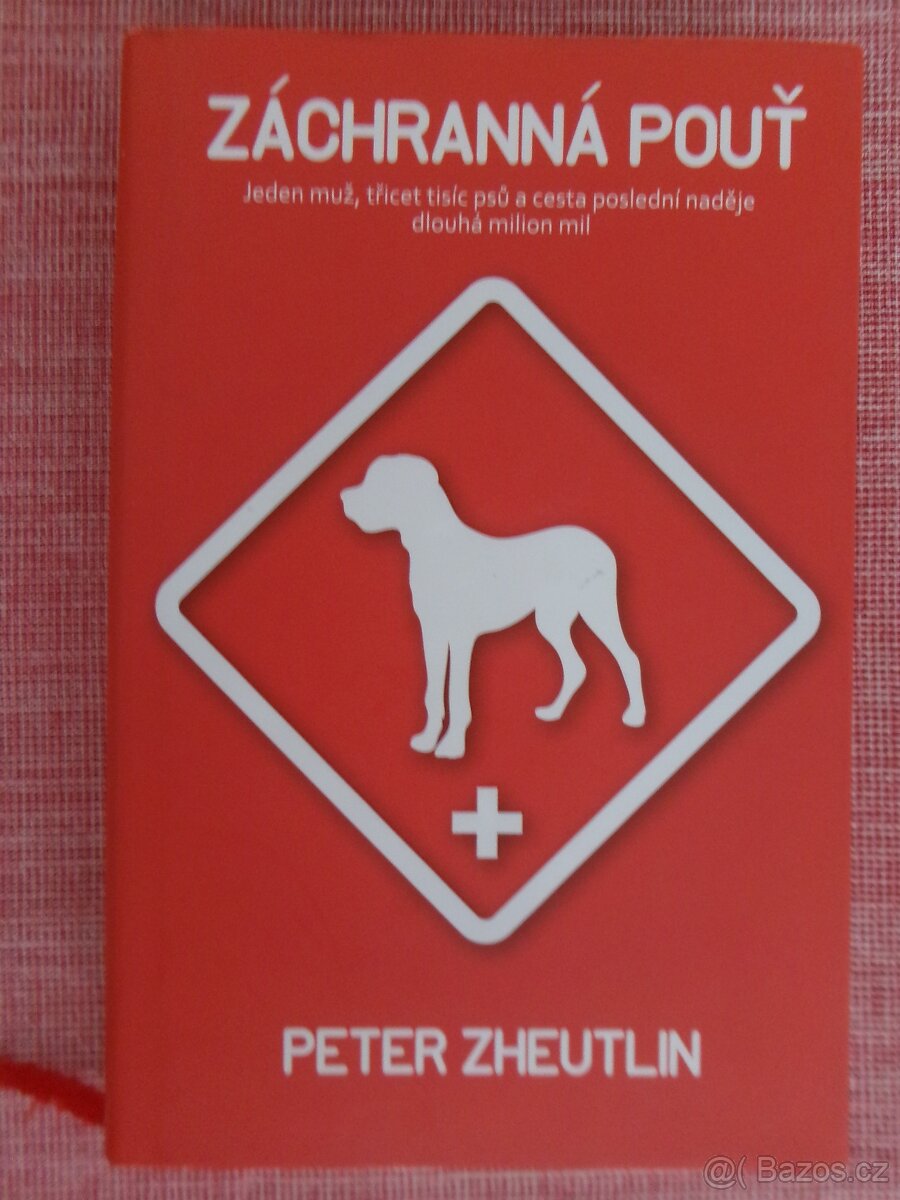 ZÁCHRANNÁ POUŤ
Jeden muž, třicet tisíc psů a cesta poslední naděje
dlouhá milion mil
PETER ZHEUTLIN
@( Bazos.cz